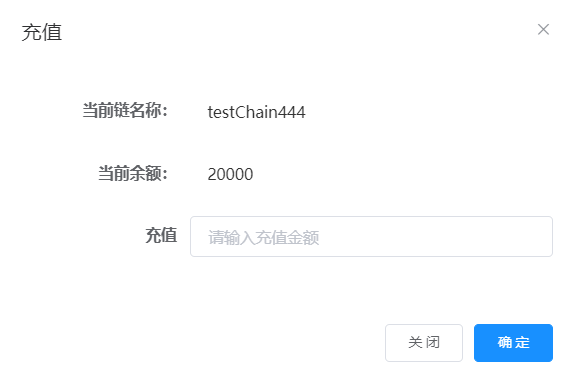 充值
当前链名称： testChain444
当前余额： 20000
充值 请输入充值金额
关闭 确定